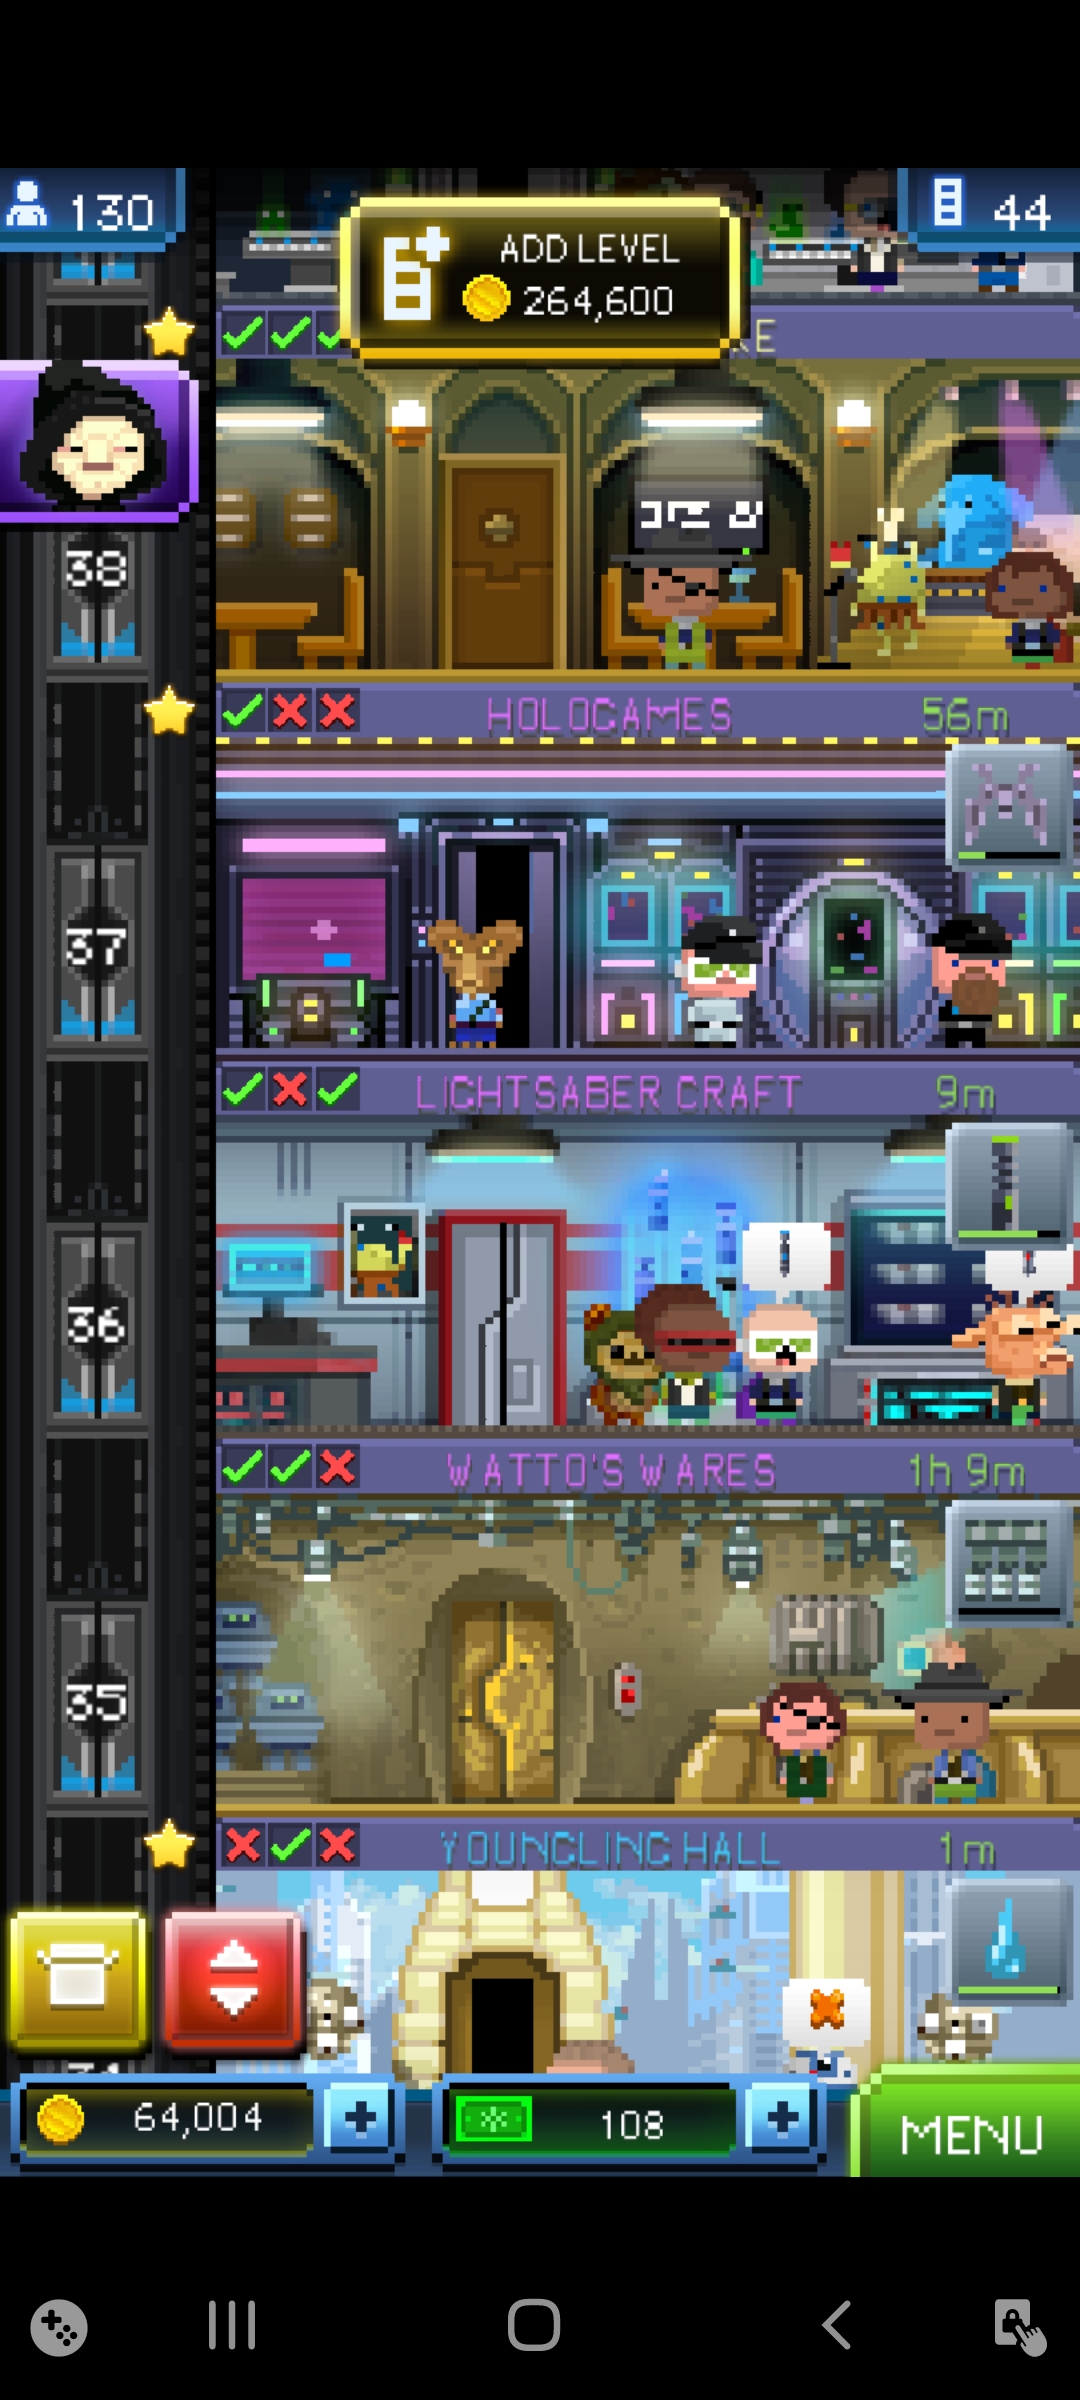 130
ADD LEVEL
264,600
44
38
HOLOGAMES
56m
37
LIGHTSABER CRAFT
9m
36
WATTO'S WARES
1h 9m
35
YOUNGLING HALL
1m
64,004
108
MENU